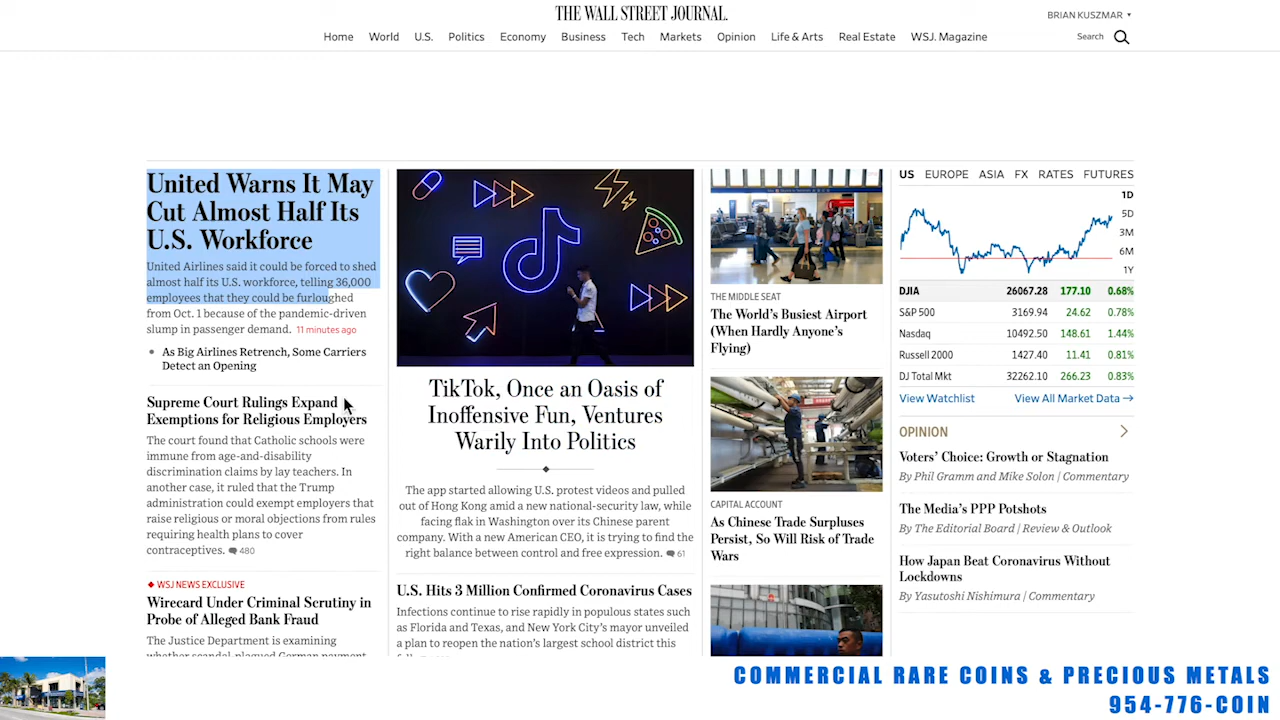 THE WALL STREET JOURNAL.
BRIAN KUSZMAR
Home World U.S. Politics Economy Business Tech Markets Opinion Life & Arts Real Estate WSJ. Magazine
Search
United Warns It May
Cut Almost Half Its
U.S. Workforce
United Airlines said it could be forced to shed
almost half its U.S. workforce, telling 36,000
employees that they could be furloughed
from Oct. 1 because of the pandemic-driven
slump in passenger demand. 11 minutes ago
As Big Airlines Retrench, Some Carriers
Detect an Opening
Supreme Court Rulings Expand
Exemptions for Religious Employers
The court found that Catholic schools were
immune from age-and-disability
discrimination claims by lay teachers. In
another case, it ruled that the Trump
administration could exempt employers that
raise religious or moral objections from rules
requiring health plans to cover
contraceptives. 480
WSJ NEWS EXCLUSIVE
Wirecard Under Criminal Scrutiny in
Probe of Alleged Bank Fraud
The Justice Department is examining
whether scandal-plagued German payment
TikTok, Once an Oasis of
Inoffensive Fun, Ventures
Warily Into Politics
The app started allowing U.S. protest videos and pulled
out of Hong Kong amid a new national-security law, while
facing flak in Washington over its Chinese parent
company. With a new American CEO, it is trying to find the
right balance between control and free expression. 61
U.S. Hits 3 Million Confirmed Coronavirus Cases
Infections continue to rise rapidly in populous states such
as Florida and Texas, and New York City's mayor unveiled
a plan to reopen the nation's largest school district this
THE MIDDLE SEAT
The World's Busiest Airport
(When Hardly Anyone's
Flying)
CAPITAL ACCOUNT
As Chinese Trade Surpluses
Persist, So Will Risk of Trade
Wars
US EUROPE ASIA FX RATES FUTURES
1D
5D
3M
6M
1Y
DJIA 26067.28 177.10 0.68%
S&P 500 3169.94 24.62 0.78%
Nasdaq 10492.50 148.61 1.44%
Russell 2000 1427.40 11.41 0.81%
DJ Total Mkt 32262.10 266.23 0.83%
View Watchlist View All Market Data →
OPINION
Voters' Choice: Growth or Stagnation
By Phil Gramm and Mike Solon | Commentary
The Media's PPP Potshots
By The Editorial Board | Review & Outlook
How Japan Beat Coronavirus Without
Lockdowns
By Yasutoshi Nishimura | Commentary
COMMERCIAL RARE COINS & PRECIOUS METALS
954-776-COIN